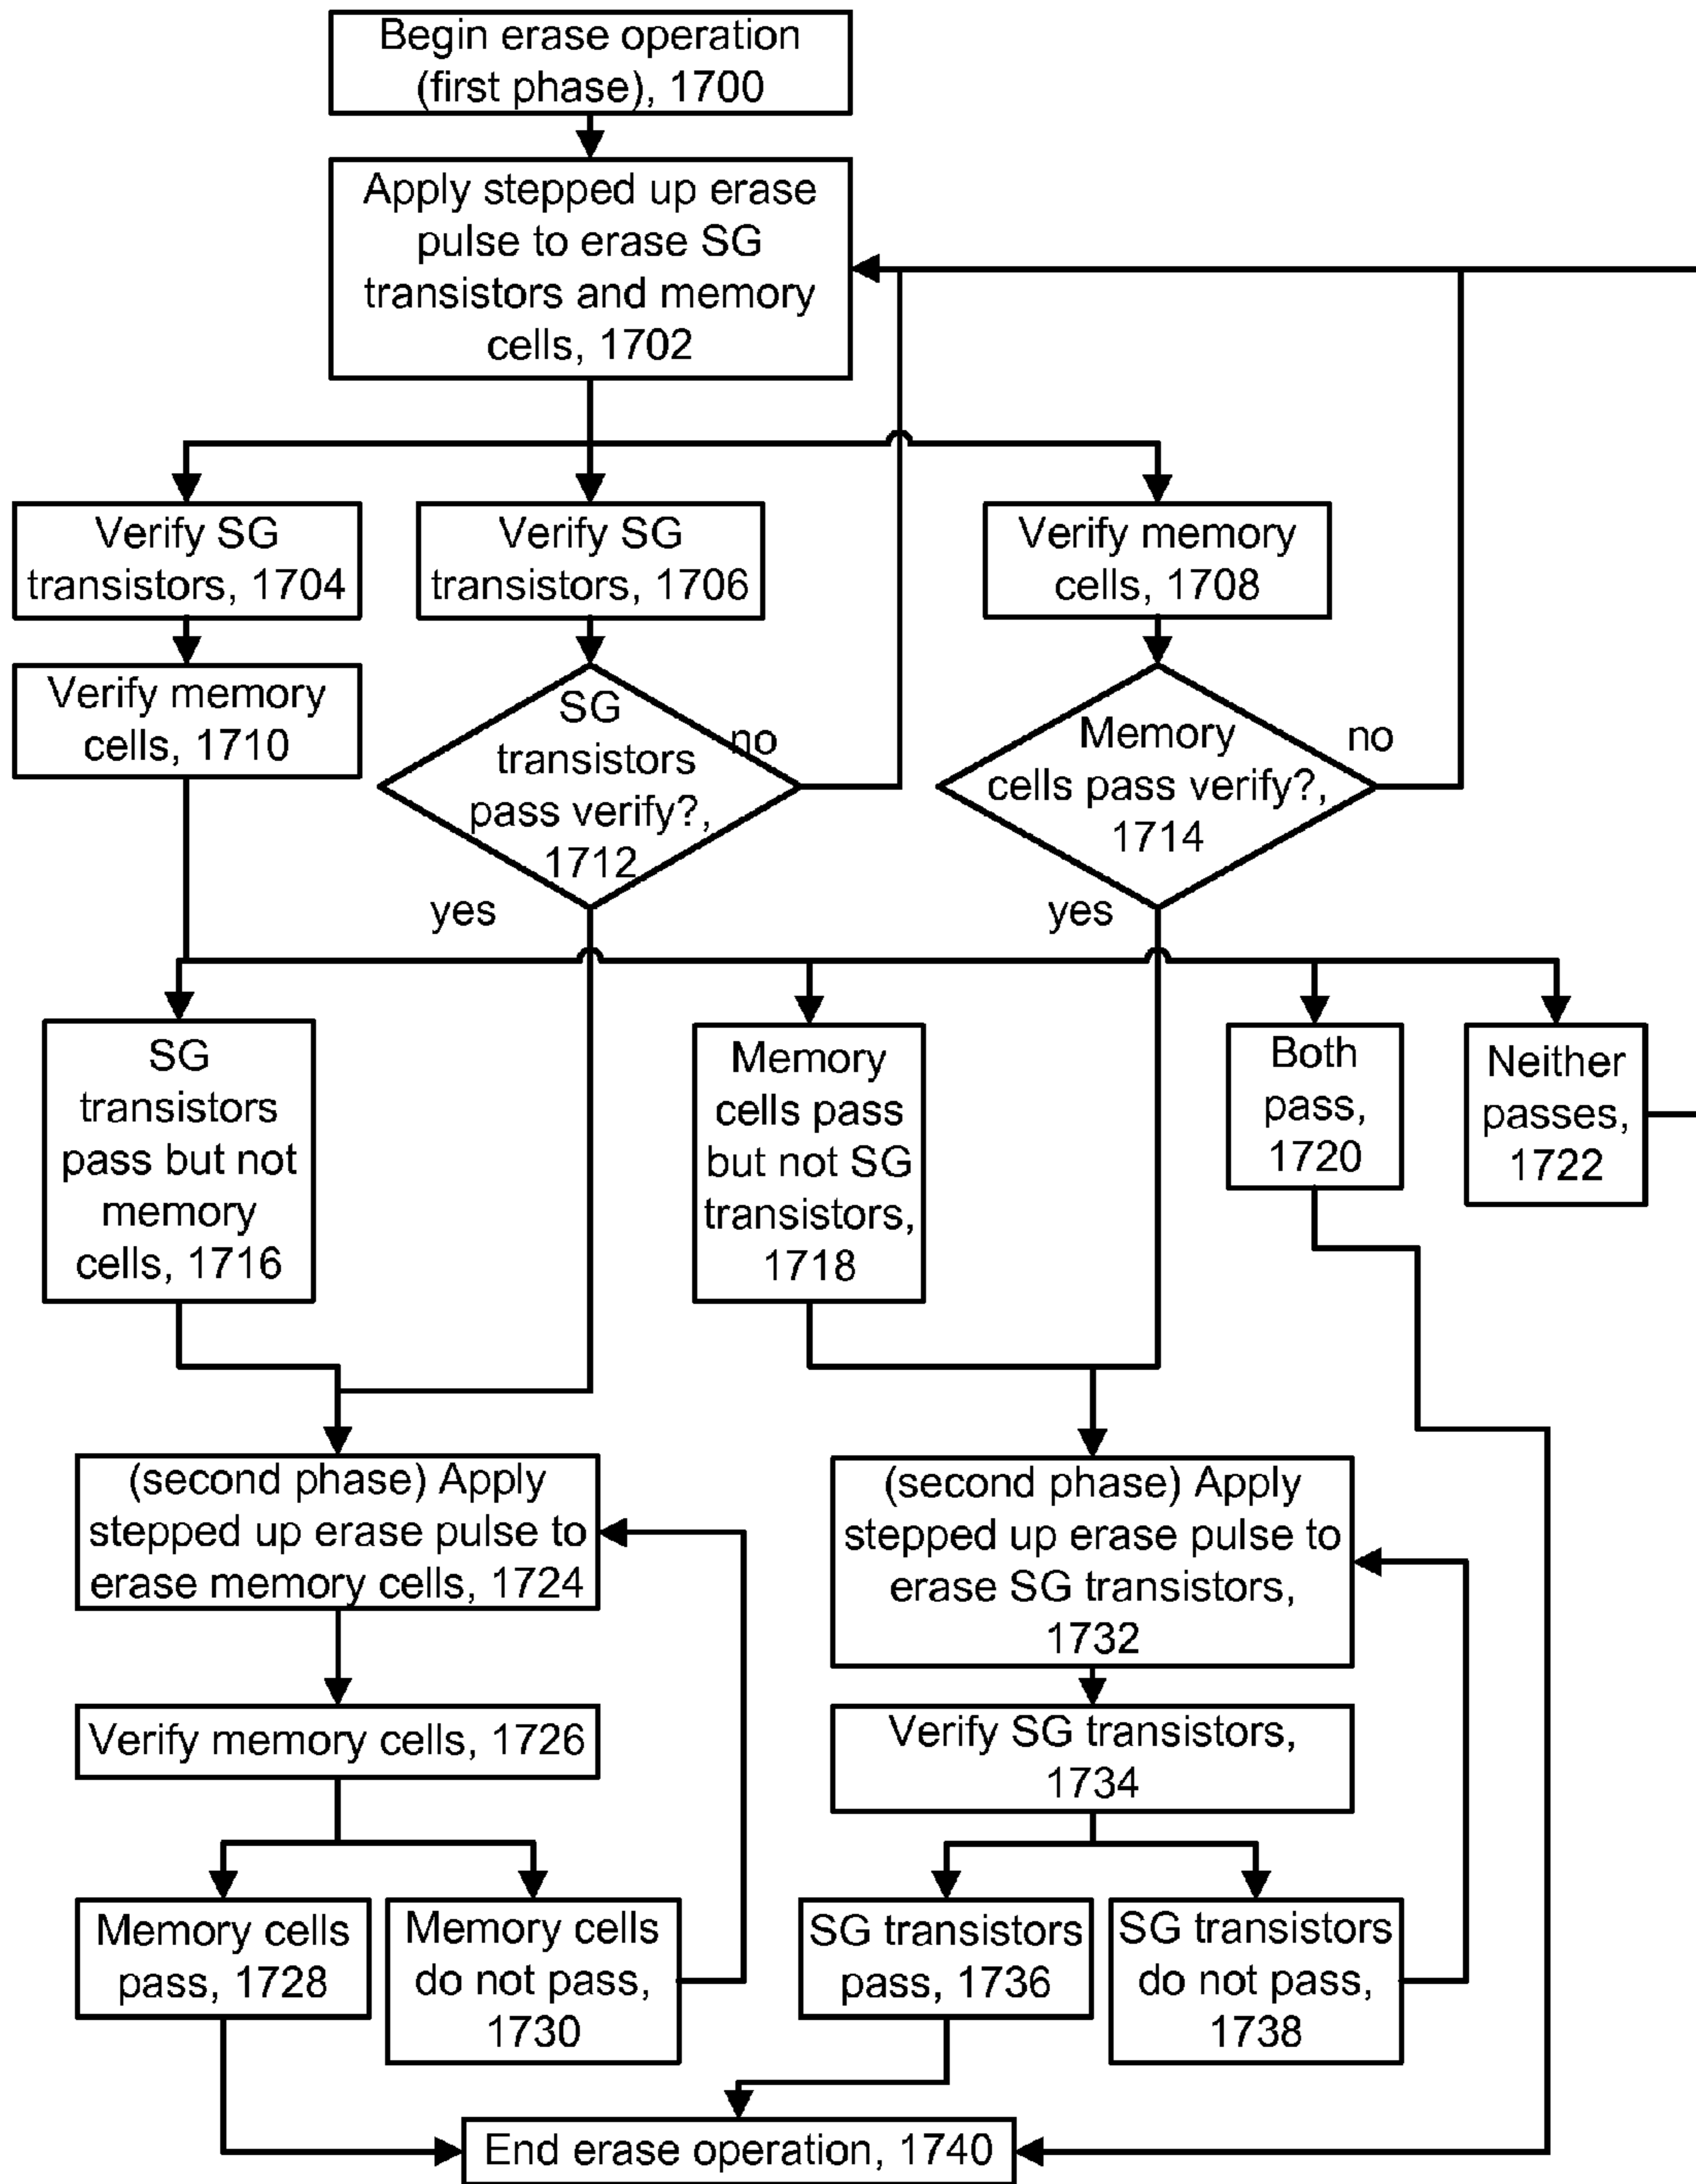 Begin erase operation
(first phase), 1700
Apply stepped up erase
pulse to erase SG
transistors and memory
cells, 1702
Verify SG
transistors, 1704
Verify SG
transistors, 1706
Verify memory
cells, 1708
Verify memory
cells, 1710
SG
transistors
pass verify?,
1712
no
yes
Memory
cells pass verify?,
1714
no
yes
SG
transistors
pass but not
memory
cells, 1716
Memory
cells pass
but not SG
transistors,
1718
Both
pass,
1720
Neither
passes,
1722
(second phase) Apply
stepped up erase pulse to
erase memory cells, 1724
(second phase) Apply
stepped up erase pulse to
erase SG transistors,
1732
Verify memory cells, 1726
Verify SG transistors,
1734
Memory cells
pass, 1728
Memory cells
do not pass,
1730
SG transistors
pass, 1736
SG transistors
do not pass,
1738
End erase operation, 1740